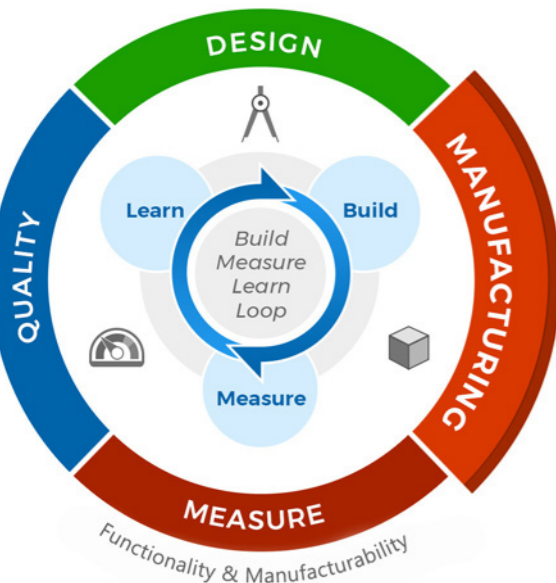 DESIGN
MANUFACTURING
QUALITY
Learn
Build
Build
Measure
Learn
Loop
Measure
MEASURE
Functionality & Manufacturability